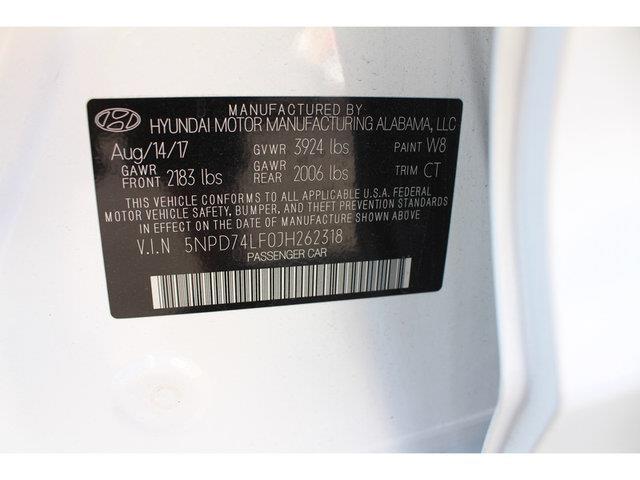 MANUFACTURED BY
HYUNDAI MOTOR MANUFACTURING ALABAMA, LLC
Aug/14/17 GVWR 3924 lbs PAINT W8
GAWR FRONT 2183 lbs GAWR REAR 2006 lbs TRIM CT
THIS VEHICLE CONFORMS TO ALL APPLICABLE U.S.A. FEDERAL
MOTOR VEHICLE SAFETY, BUMPER, AND THEFT PREVENTION STANDARDS
IN EFFECT ON THE DATE OF MANUFACTURE SHOWN ABOVE.
V.I.N 5NPD74LF0JH262318
PASSENGER CAR